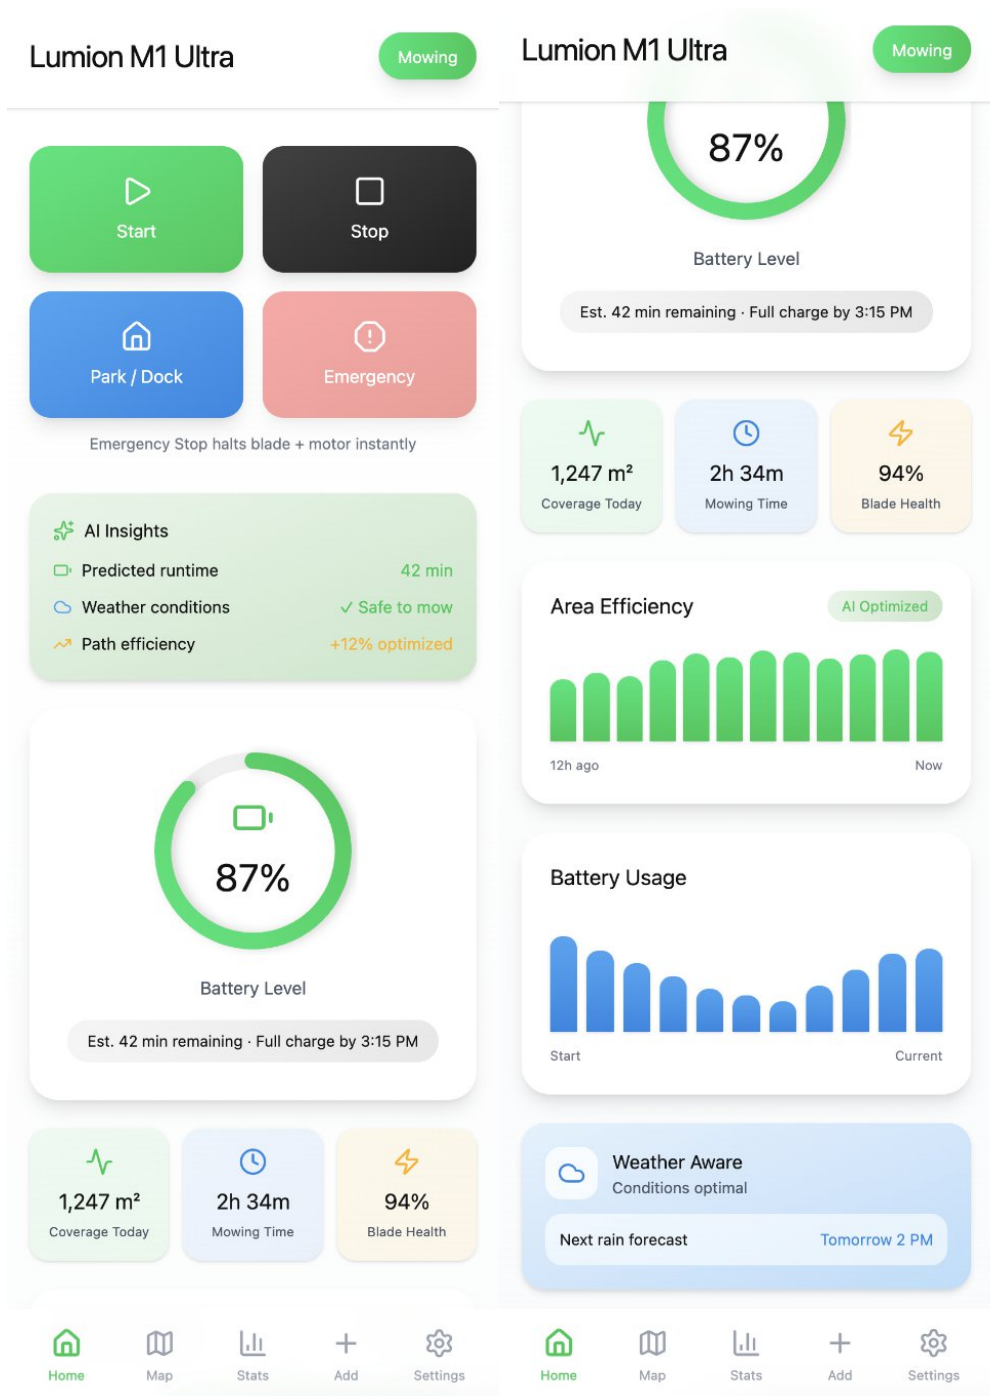 Lumion M1 Ultra
Mowing
Start
Stop
Park / Dock
Emergency
Emergency Stop halts blade + motor instantly
AI Insights
Predicted runtime
42 min
Weather conditions
✓ Safe to mow
Path efficiency
+12% optimized
87%
Battery Level
Est. 42 min remaining · Full charge by 3:15 PM
1,247 m²
Coverage Today
2h 34m
Mowing Time
94%
Blade Health
Home
Map
Stats
Add
Settings
Lumion M1 Ultra
Mowing
87%
Battery Level
Est. 42 min remaining · Full charge by 3:15 PM
1,247 m²
Coverage Today
2h 34m
Mowing Time
94%
Blade Health
Area Efficiency
AI Optimized
12h ago
Now
Battery Usage
Start
Current
Weather Aware
Conditions optimal
Next rain forecast
Tomorrow 2 PM
Home
Map
Stats
Add
Settings